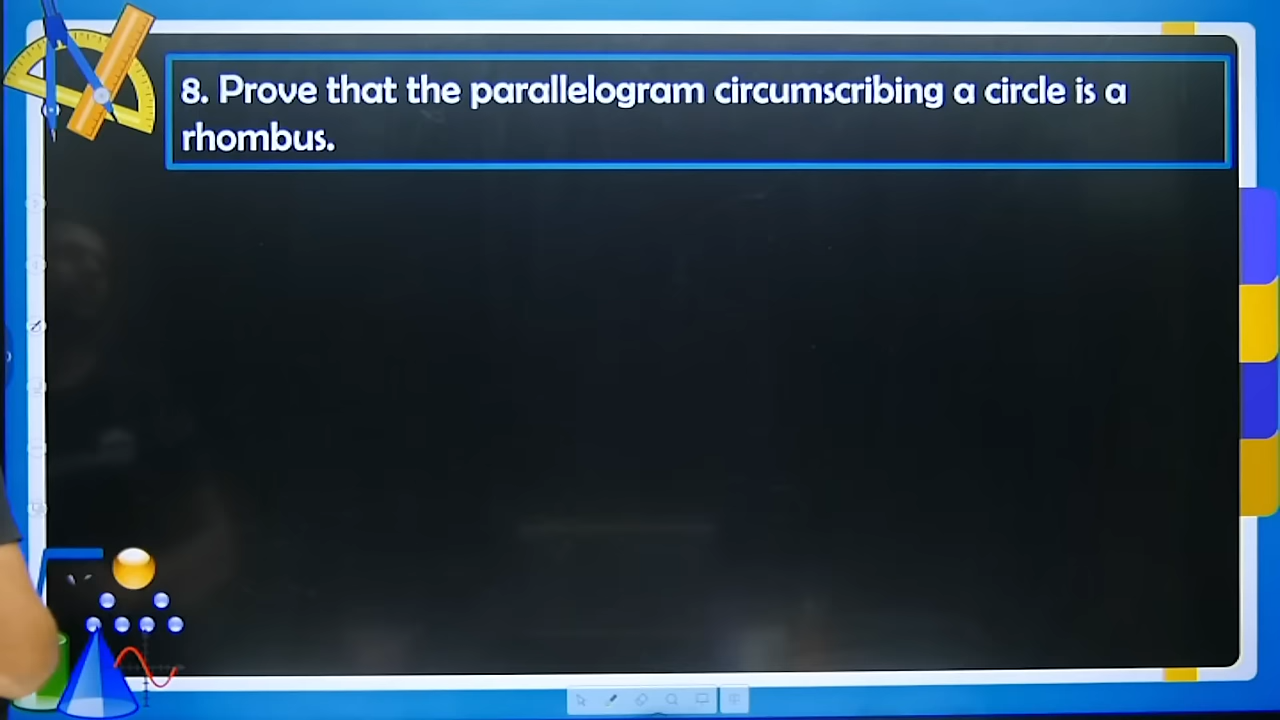 8. Prove that the parallelogram circumscribing a circle is a
rhombus.